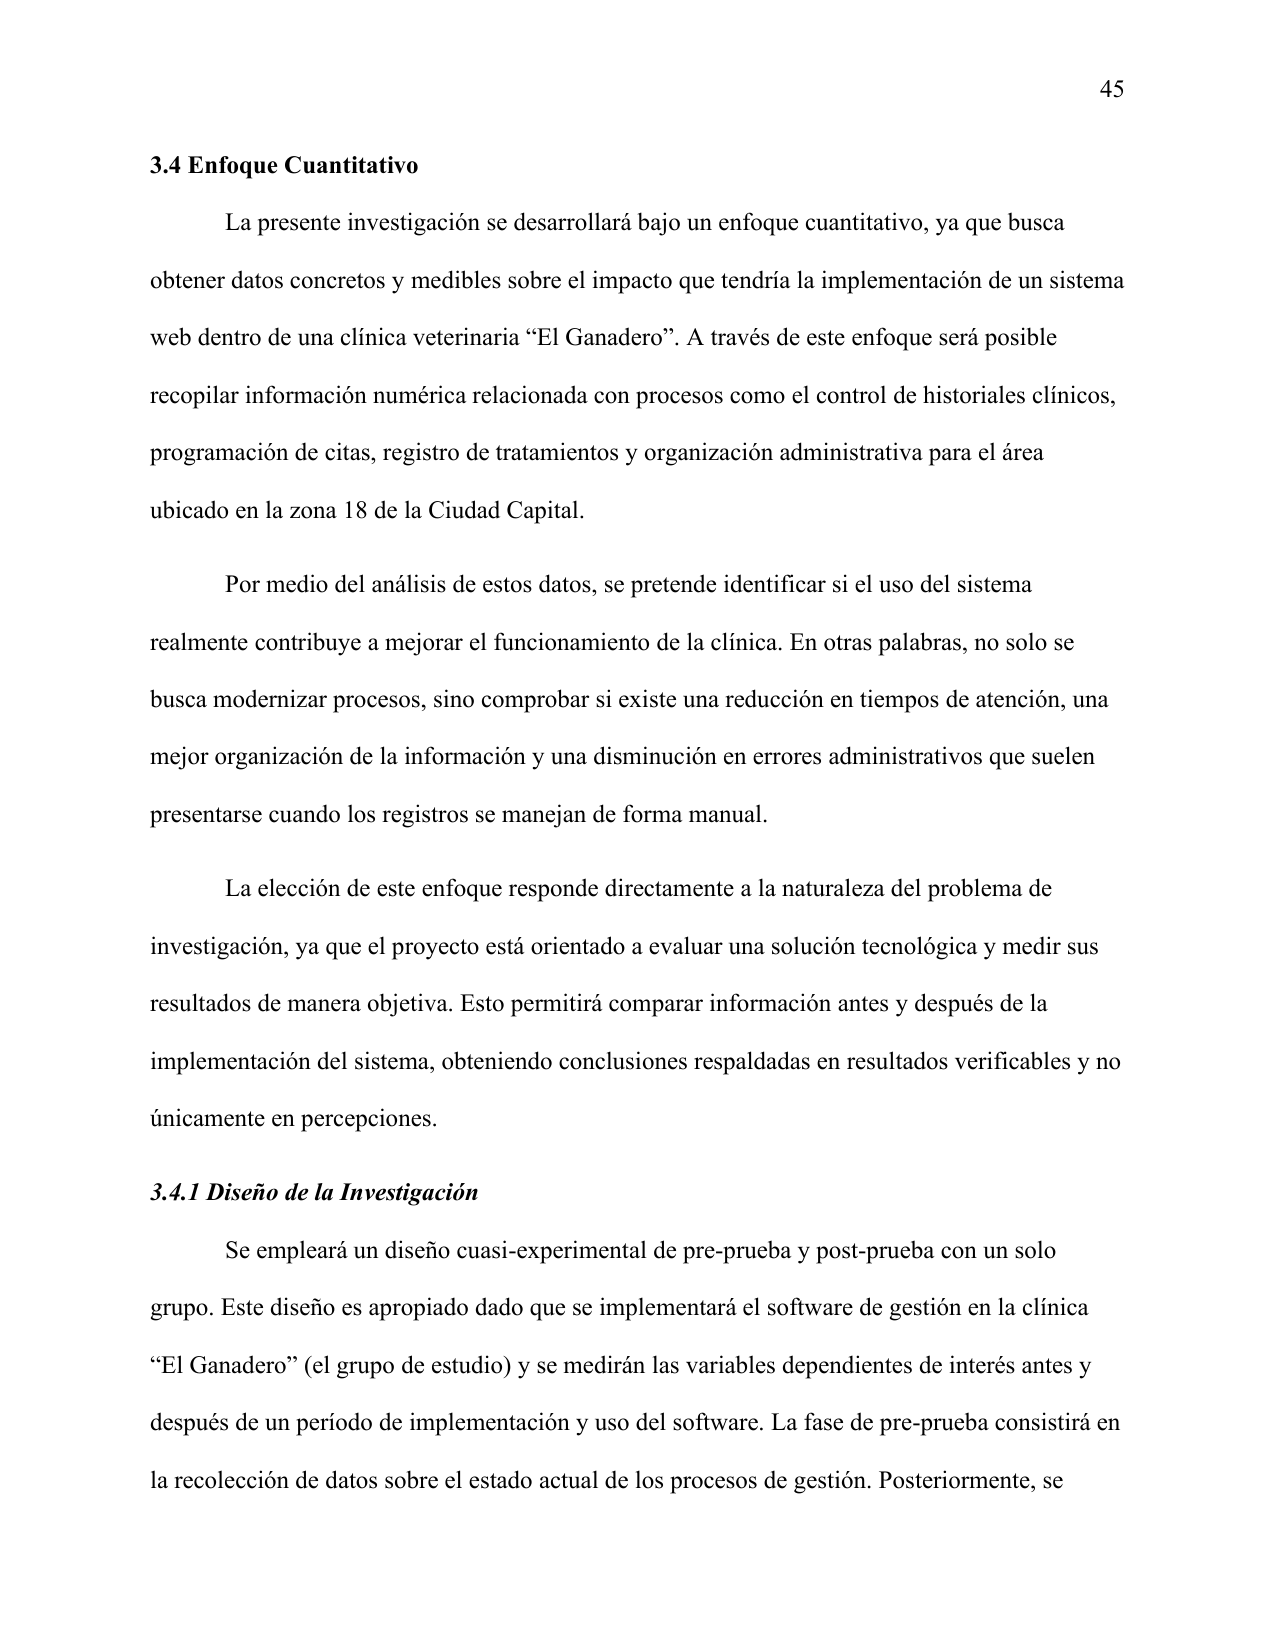 45
3.4 Enfoque Cuantitativo
La presente investigación se desarrollará bajo un enfoque cuantitativo, ya que busca
obtener datos concretos y medibles sobre el impacto que tendría la implementación de un sistema
web dentro de una clínica veterinaria “El Ganadero”. A través de este enfoque será posible
recopilar información numérica relacionada con procesos como el control de historiales clínicos,
programación de citas, registro de tratamientos y organización administrativa para el área
ubicado en la zona 18 de la Ciudad Capital.
Por medio del análisis de estos datos, se pretende identificar si el uso del sistema
realmente contribuye a mejorar el funcionamiento de la clínica. En otras palabras, no solo se
busca modernizar procesos, sino comprobar si existe una reducción en tiempos de atención, una
mejor organización de la información y una disminución en errores administrativos que suelen
presentarse cuando los registros se manejan de forma manual.
La elección de este enfoque responde directamente a la naturaleza del problema de
investigación, ya que el proyecto está orientado a evaluar una solución tecnológica y medir sus
resultados de manera objetiva. Esto permitirá comparar información antes y después de la
implementación del sistema, obteniendo conclusiones respaldadas en resultados verificables y no
únicamente en percepciones.
3.4.1 Diseño de la Investigación
Se empleará un diseño cuasi-experimental de pre-prueba y post-prueba con un solo
grupo. Este diseño es apropiado dado que se implementará el software de gestión en la clínica
“El Ganadero” (el grupo de estudio) y se medirán las variables dependientes de interés antes y
después de un período de implementación y uso del software. La fase de pre-prueba consistirá en
la recolección de datos sobre el estado actual de los procesos de gestión. Posteriormente, se